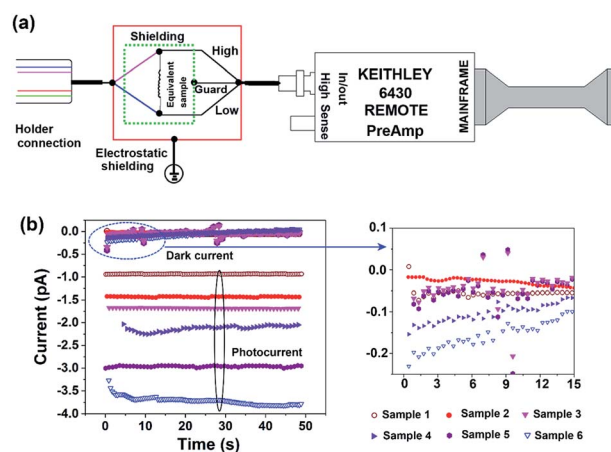 (a)
Shielding
High
Equivalent
sample
Guard
Low
Holder
connection
Electrostatic
shielding
In/out
High Sense
KEITHLEY
6430
REMOTE
PreAmp
MAINFRAME
(b)
Current (pA)
0.0
-0.5
-1.0
-1.5
-2.0
-2.5
-3.0
-3.5
-4.0
Dark current
Photocurrent
0 10 20 30 40 50
Time (s)
0.0
-0.1
-0.2
0 3 6 9 12 15
Sample 1 Sample 2 Sample 3
Sample 4 Sample 5 Sample 6